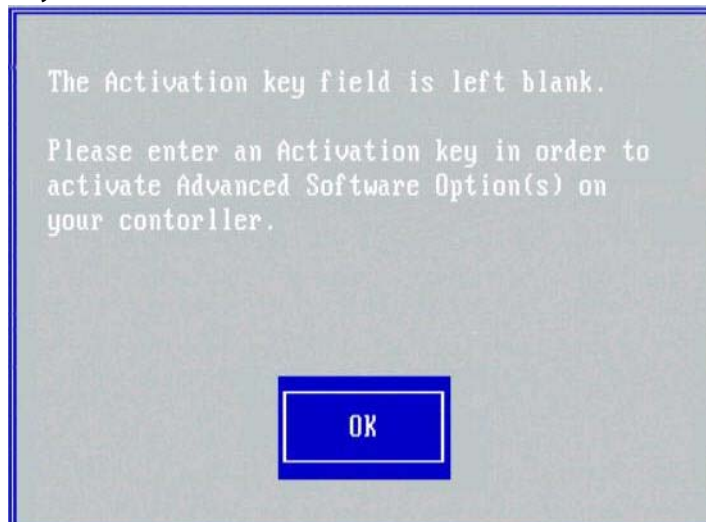 The Activation key field is left blank.
Please enter an Activation key in order to
activate Advanced Software Option(s) on
your contorller.
OK